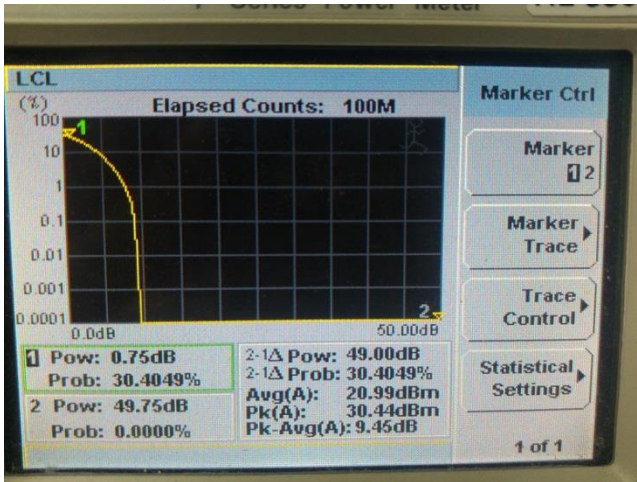 Series Power Meter
LCL
(%)
Elapsed Counts: 100M
100
10
1
0.1
0.01
0.001
0.0001
1
2
0.0dB
50.00dB
1 Pow: 0.75dB
Prob: 30.4049%
2 Pow: 49.75dB
Prob: 0.0000%
2-1Δ Pow: 49.00dB
2-1Δ Prob: 30.4049%
Avg(A): 20.99dBm
Pk(A): 30.44dBm
Pk-Avg(A): 9.45dB
Marker Ctrl
Marker
1 2
Marker
Trace
Trace
Control
Statistical
Settings
1 of 1